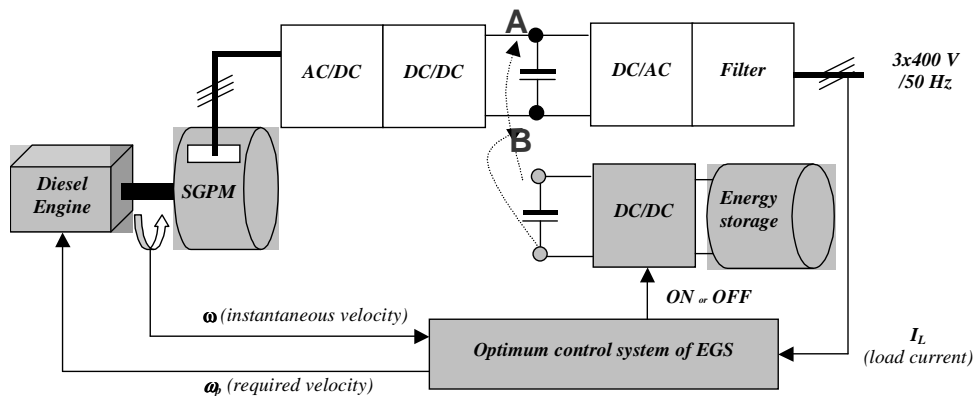 A
AC/DC
DC/DC
DC/AC
Filter
3x400 V
/50 Hz
B
Diesel
Engine
SGPM
DC/DC
Energy
storage
ON or OFF
ω (instantaneous velocity)
Optimum control system of EGS
I_L
(load current)
ω_p (required velocity)